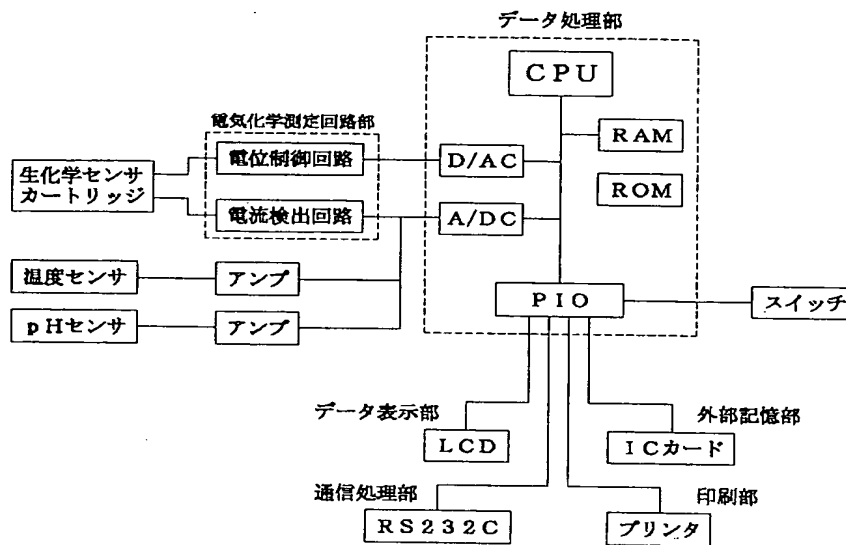 データ処理部
CPU
電気化学測定回路部
RAM
電位制御回路
D/AC
生化学センサ
カートリッジ
ROM
電流検出回路
A/DC
温度センサ
アンプ
PIO
スイッチ
pHセンサ
アンプ
データ表示部
外部記憶部
LCD
ICカード
通信処理部
印刷部
RS232C
プリンタ